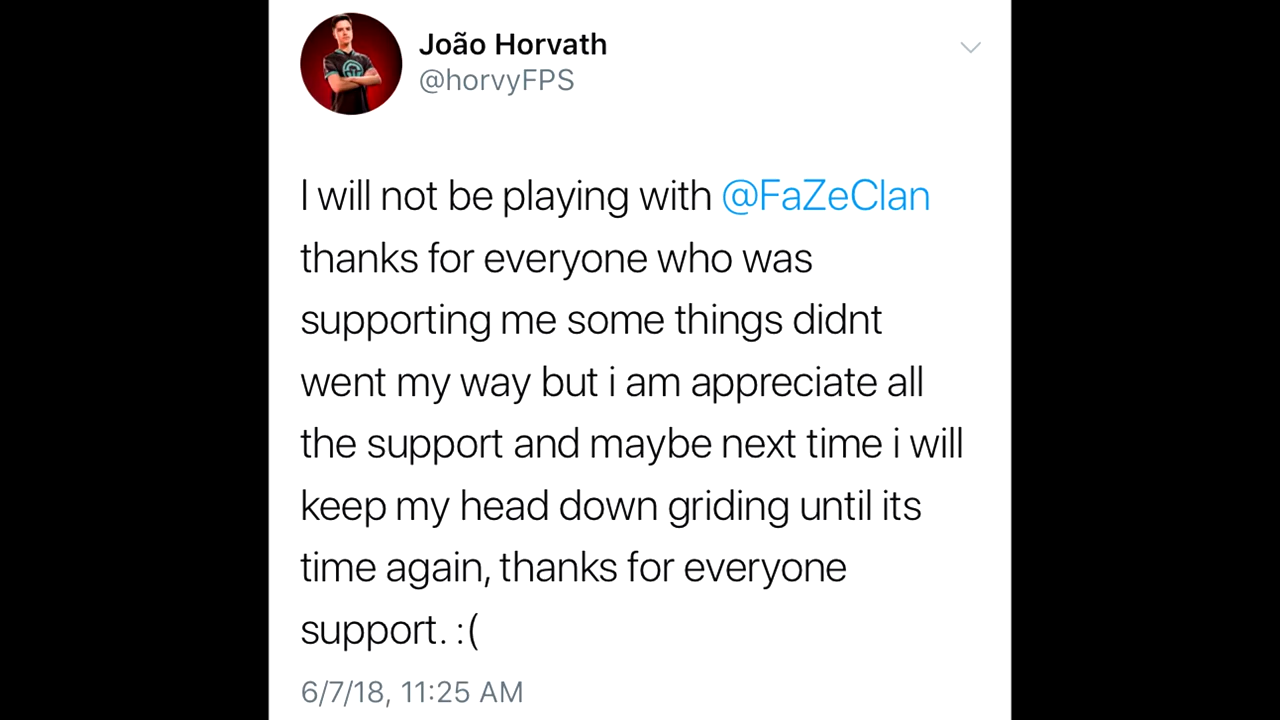 João Horvath
@horvyFPS
I will not be playing with @FaZeClan
thanks for everyone who was
supporting me some things didnt
went my way but i am appreciate all
the support and maybe next time i will
keep my head down griding until its
time again, thanks for everyone
support. :(
6/7/18, 11:25 AM